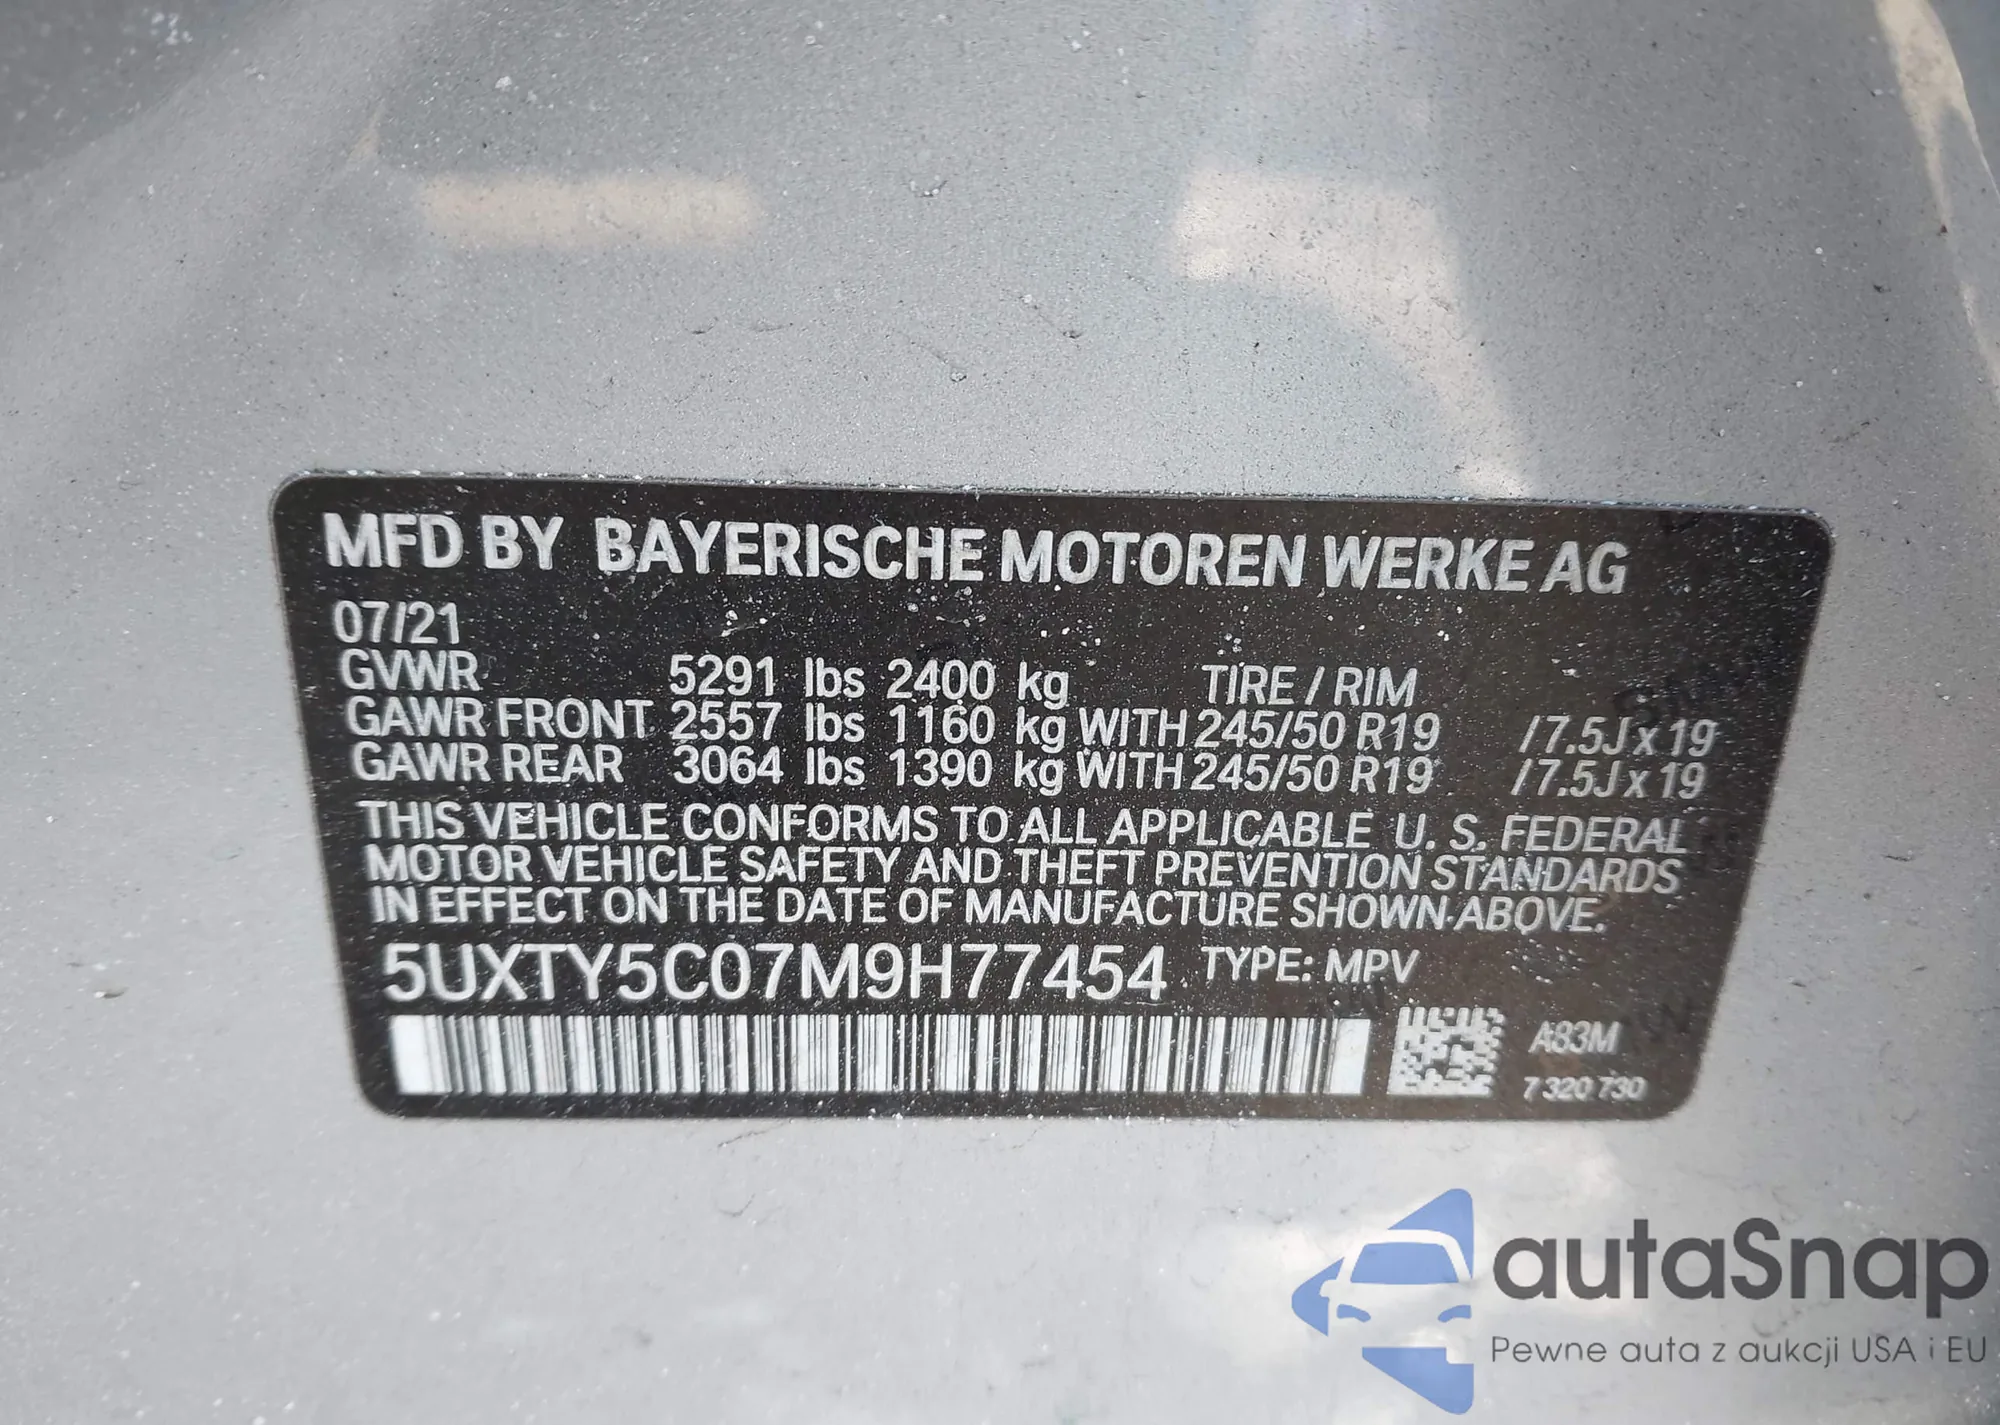 MFD BY BAYERISCHE MOTOREN WERKE AG
07/21
GVWR 5291 lbs 2400 kg TIRE / RIM
GAWR FRONT 2557 lbs 1160 kg WITH 245/50 R19 /7.5J x 19
GAWR REAR 3064 lbs 1390 kg WITH 245/50 R19 /7.5J x 19
THIS VEHICLE CONFORMS TO ALL APPLICABLE U. S. FEDERAL
MOTOR VEHICLE SAFETY AND THEFT PREVENTION STANDARDS
IN EFFECT ON THE DATE OF MANUFACTURE SHOWN ABOVE.
5UXTY5C07M9H77454 TYPE: MPV
A83M
7 320 730
autaSnap
Pewne auta z aukcji USA i EU